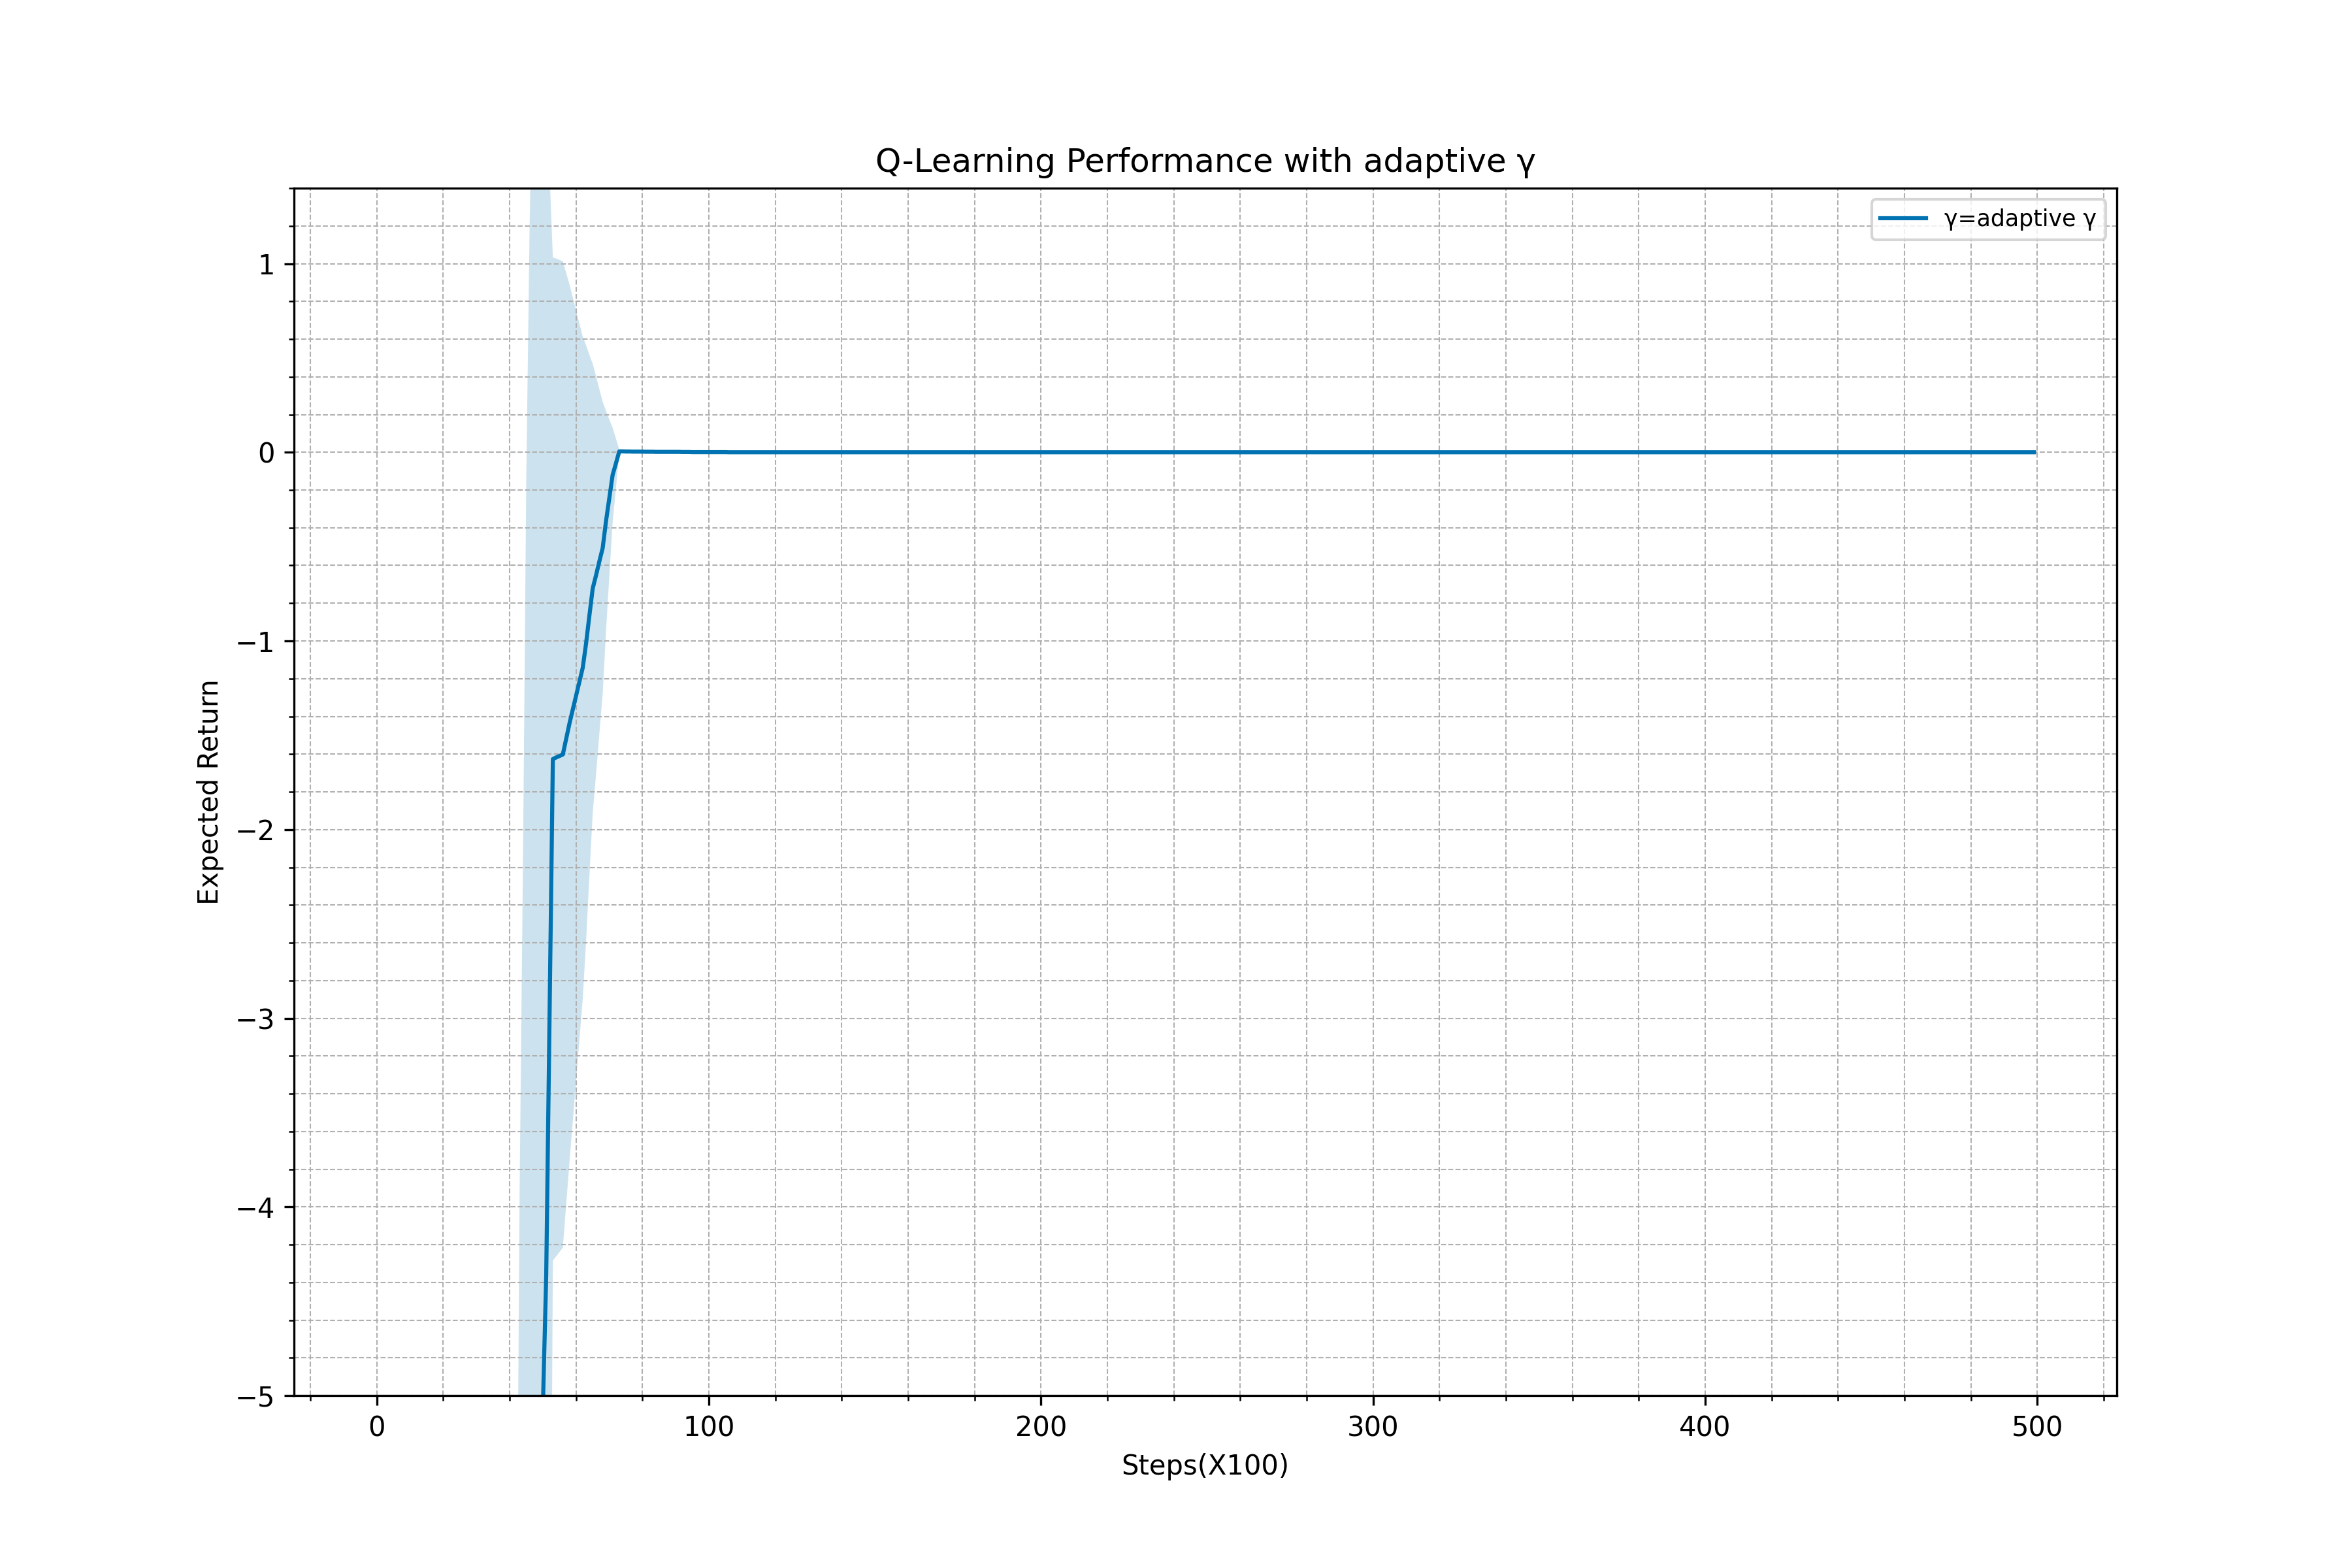 Q-Learning Performance with adaptive γ
γ=adaptive γ
1
0
−1
−2
−3
−4
−5
Expected Return
0 100 200 300 400 500
Steps(X100)